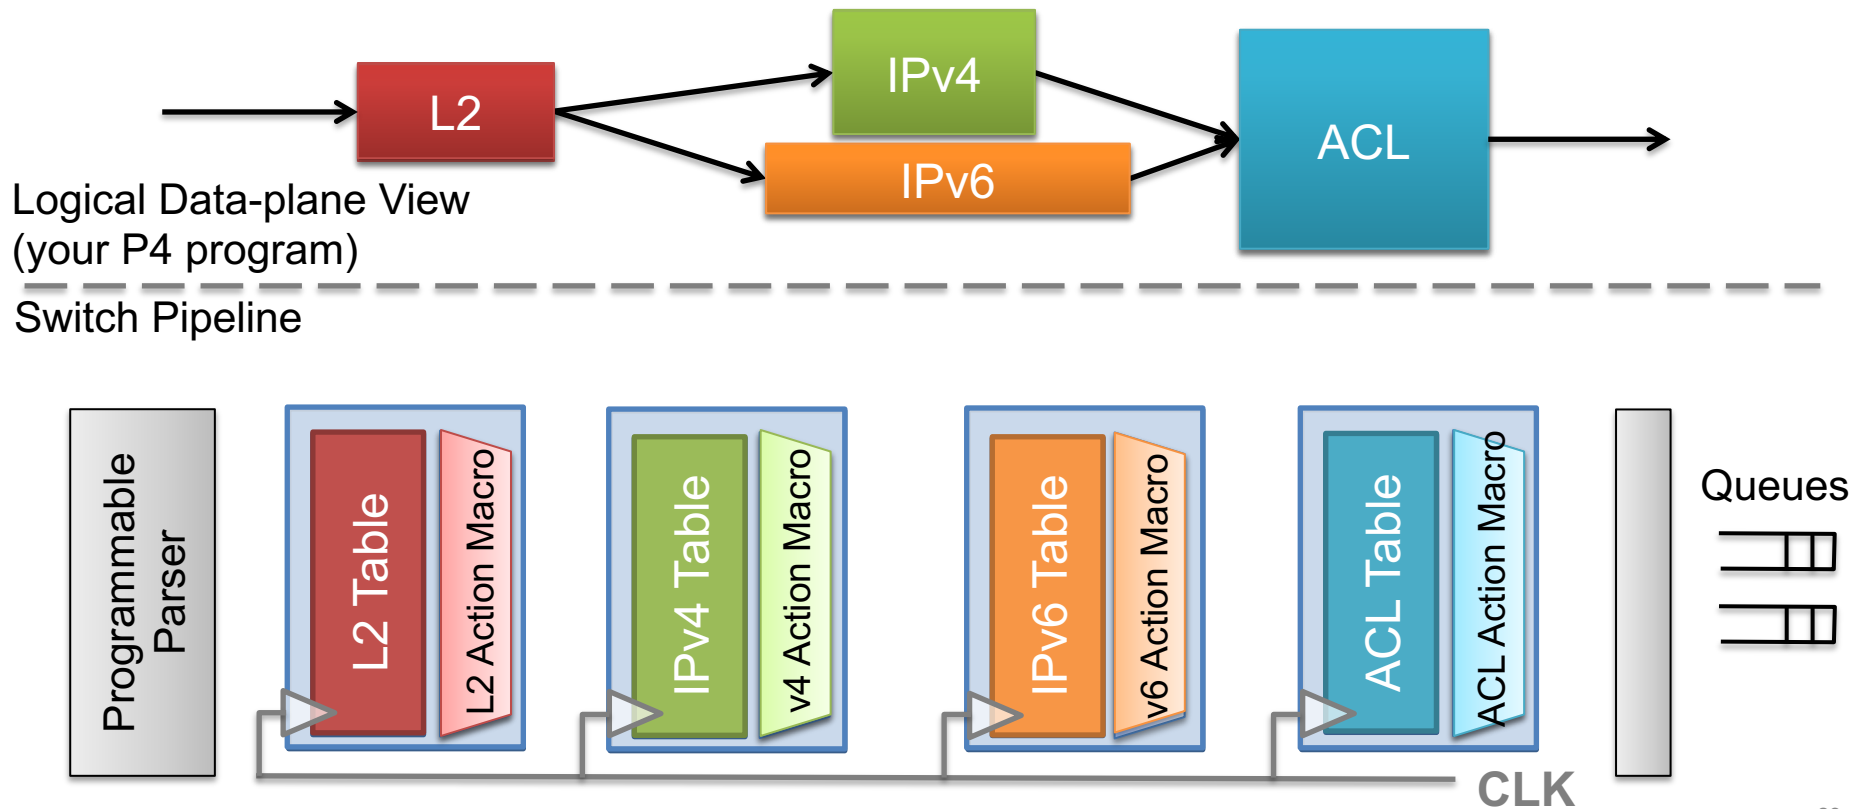 L2
IPv4
IPv6
ACL
Logical Data-plane View
(your P4 program)
Switch Pipeline
Programmable
Parser
L2 Table
L2 Action Macro
IPv4 Table
v4 Action Macro
IPv6 Table
v6 Action Macro
ACL Table
ACL Action Macro
Queues
CLK